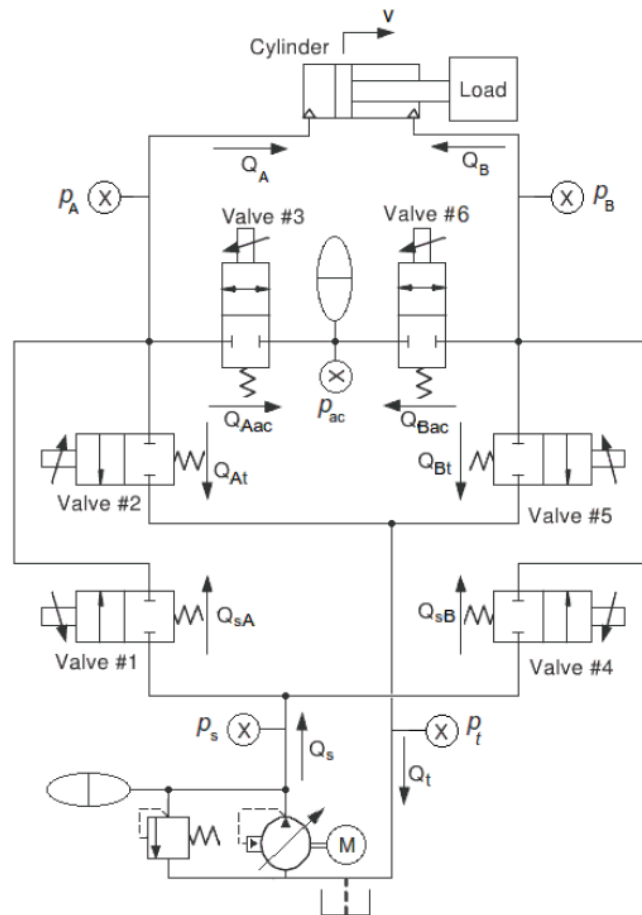 v
Cylinder
Load
Q_A
Q_B
p_A
X
X
p_B
Valve #3
Valve #6
X
p_ac
Q_Aac
Q_Bac
Q_At
Q_Bt
Valve #2
Valve #5
Q_sA
Q_sB
Valve #1
Valve #4
p_s
X
Q_s
X
p_t
Q_t
M